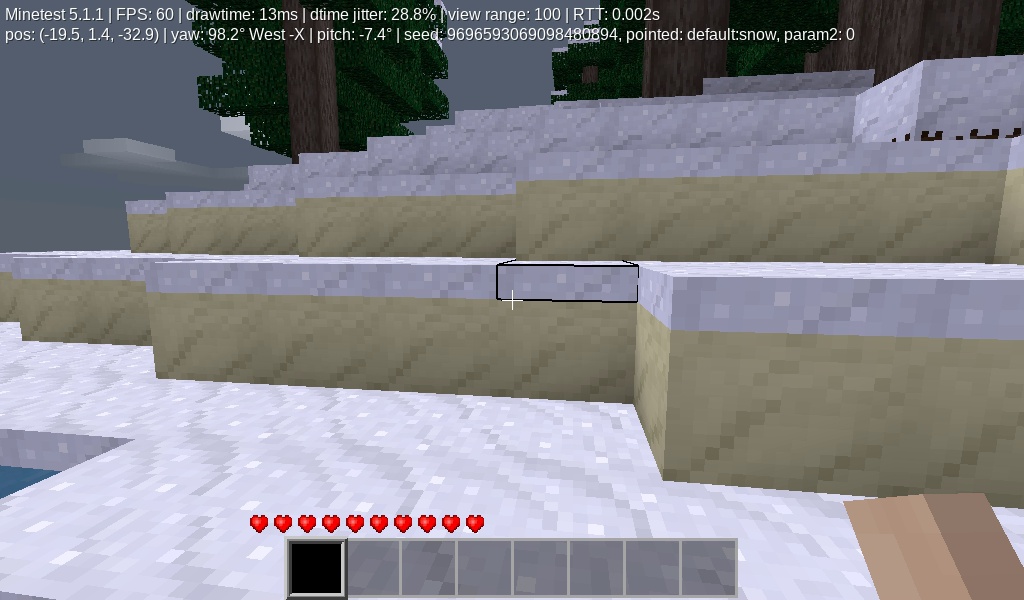 Minetest 5.1.1 | FPS: 60 | drawtime: 13ms | dtime jitter: 28.8% | view range: 100 | RTT: 0.002s
pos: (-19.5, 1.4, -32.9) | yaw: 98.2° West -X | pitch: -7.4° | seed: 9696593069098480894, pointed: default:snow, param2: 0